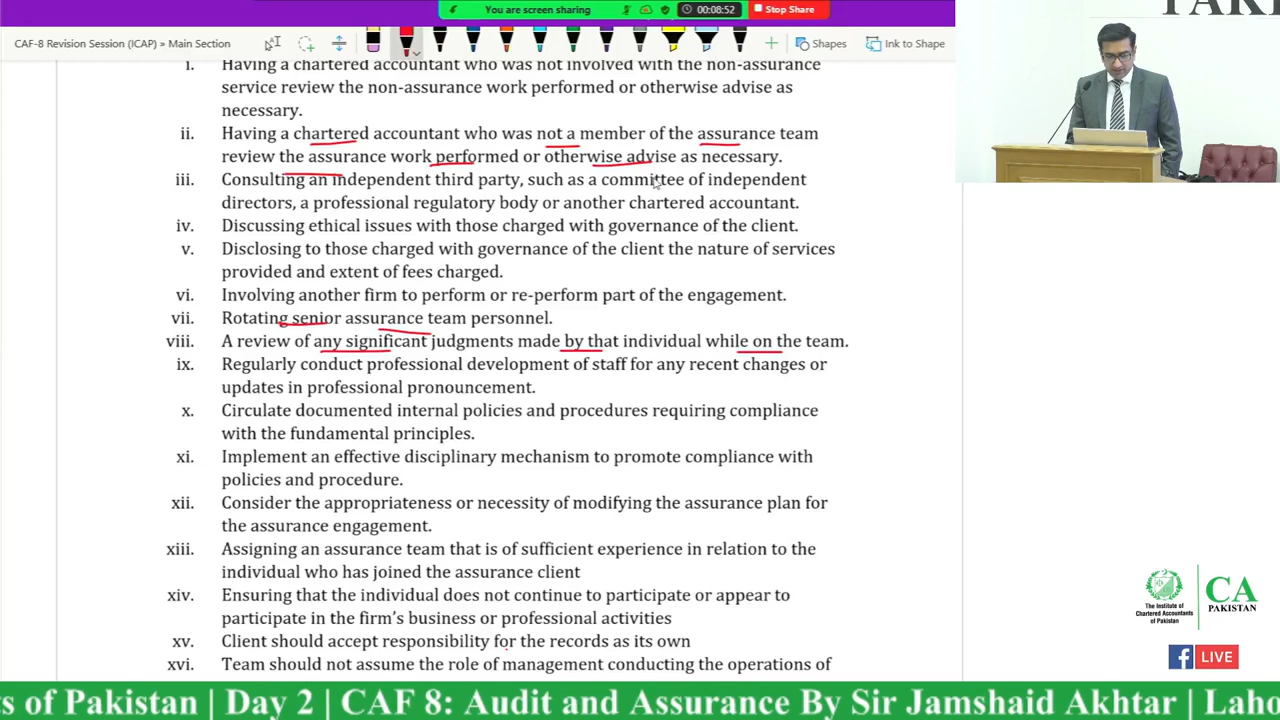 You are screen sharing
00:08:52
Stop Share
TAKI
CAF-8 Revision Session (ICAP) » Main Section
Shapes
Ink to Shape
i. Having a chartered accountant who was not involved with the non-assurance
service review the non-assurance work performed or otherwise advise as
necessary.
ii. Having a chartered accountant who was not a member of the assurance team
review the assurance work performed or otherwise advise as necessary.
iii. Consulting an independent third party, such as a committee of independent
directors, a professional regulatory body or another chartered accountant.
iv. Discussing ethical issues with those charged with governance of the client.
v. Disclosing to those charged with governance of the client the nature of services
provided and extent of fees charged.
vi. Involving another firm to perform or re-perform part of the engagement.
vii. Rotating senior assurance team personnel.
viii. A review of any significant judgments made by that individual while on the team.
ix. Regularly conduct professional development of staff for any recent changes or
updates in professional pronouncement.
x. Circulate documented internal policies and procedures requiring compliance
with the fundamental principles.
xi. Implement an effective disciplinary mechanism to promote compliance with
policies and procedure.
xii. Consider the appropriateness or necessity of modifying the assurance plan for
the assurance engagement.
xiii. Assigning an assurance team that is of sufficient experience in relation to the
individual who has joined the assurance client
xiv. Ensuring that the individual does not continue to participate or appear to
participate in the firm's business or professional activities
xv. Client should accept responsibility for the records as its own
xvi. Team should not assume the role of management conducting the operations of
The Institute of
Chartered Accountants
of Pakistan
CA
PAKISTAN
f LIVE
s of Pakistan | Day 2 | CAF 8: Audit and Assurance By Sir Jamshaid Akhtar | Laho